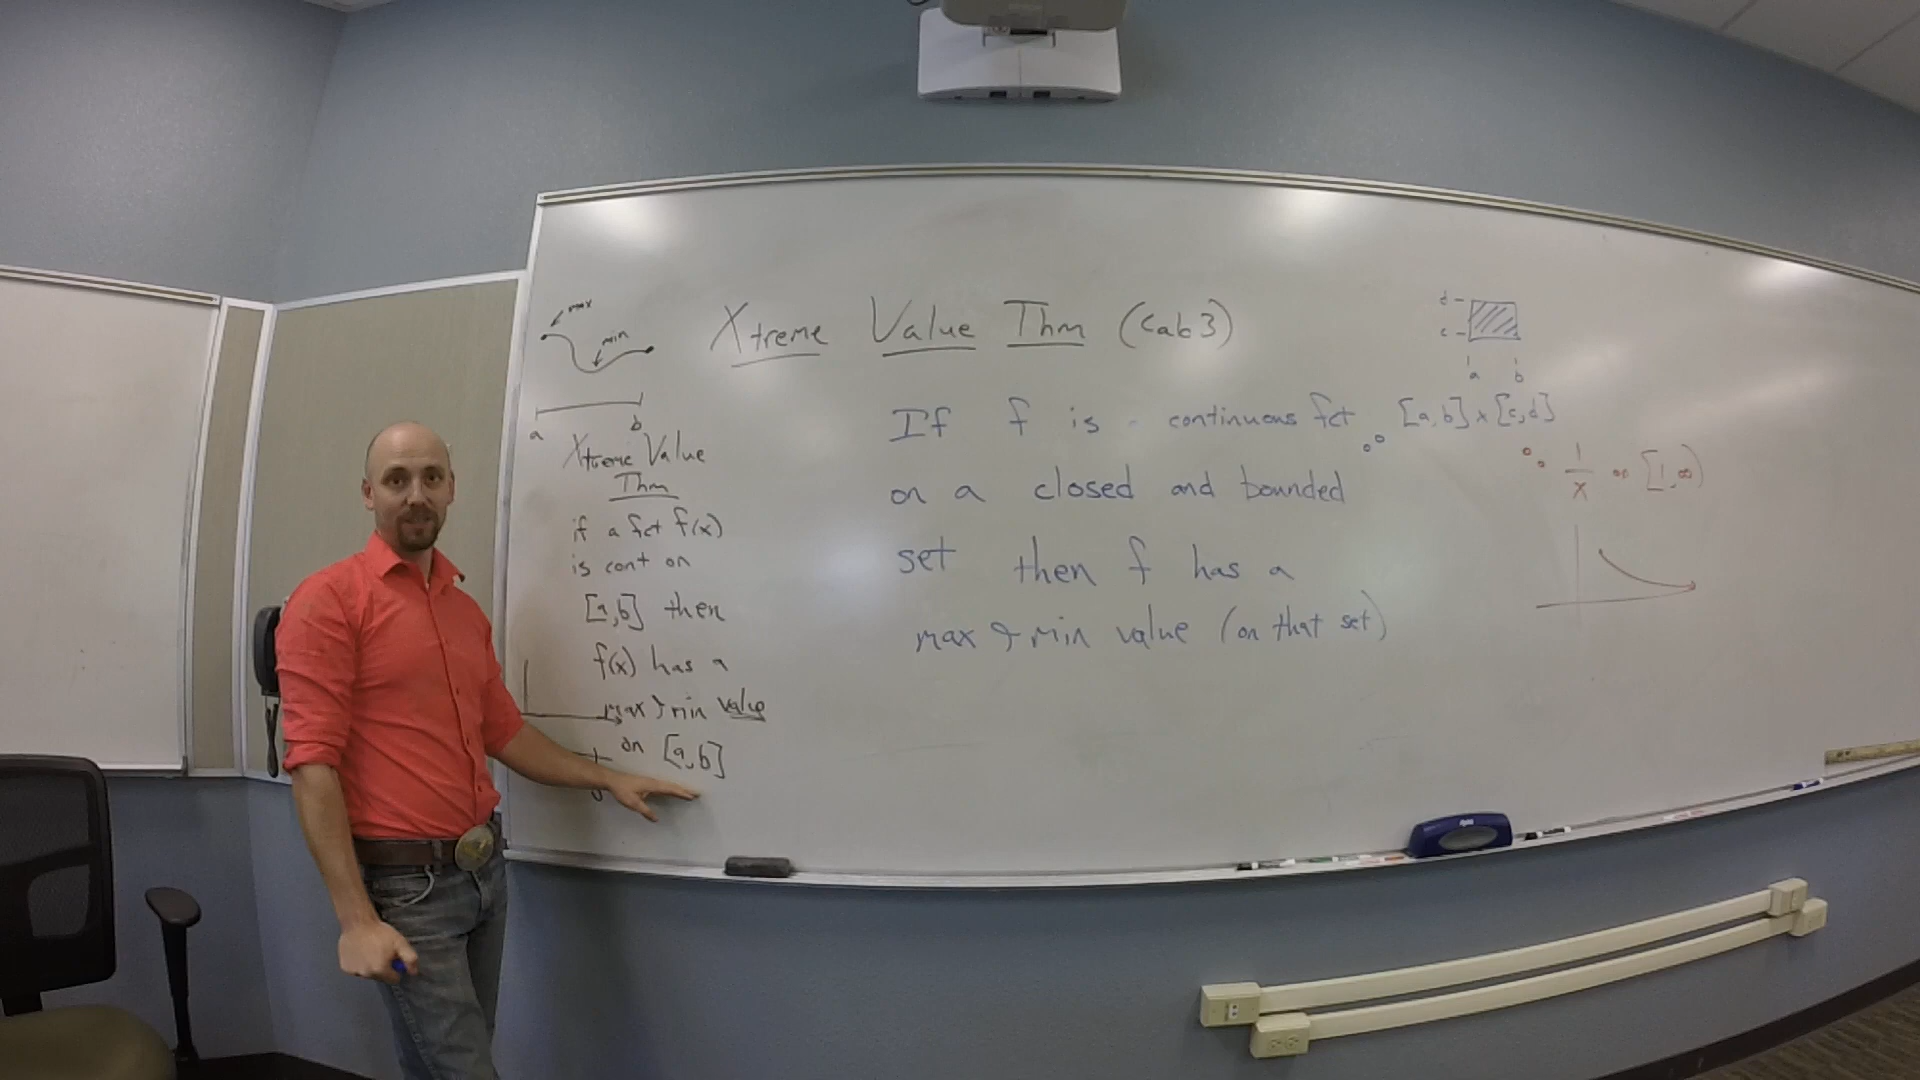 max
min
a b
Xtreme Value
Thm
if a fct f(x)
is cont on
[a,b] then
f(x) has a
max & min value
on [a,b]
Xtreme Value Thm (Calc 3)
If f is a continuous fct
on a closed and bounded
set then f has a
max & min value (on that set)
d
c
a b
[a,b] x [c,d]
1/x on [1,∞)